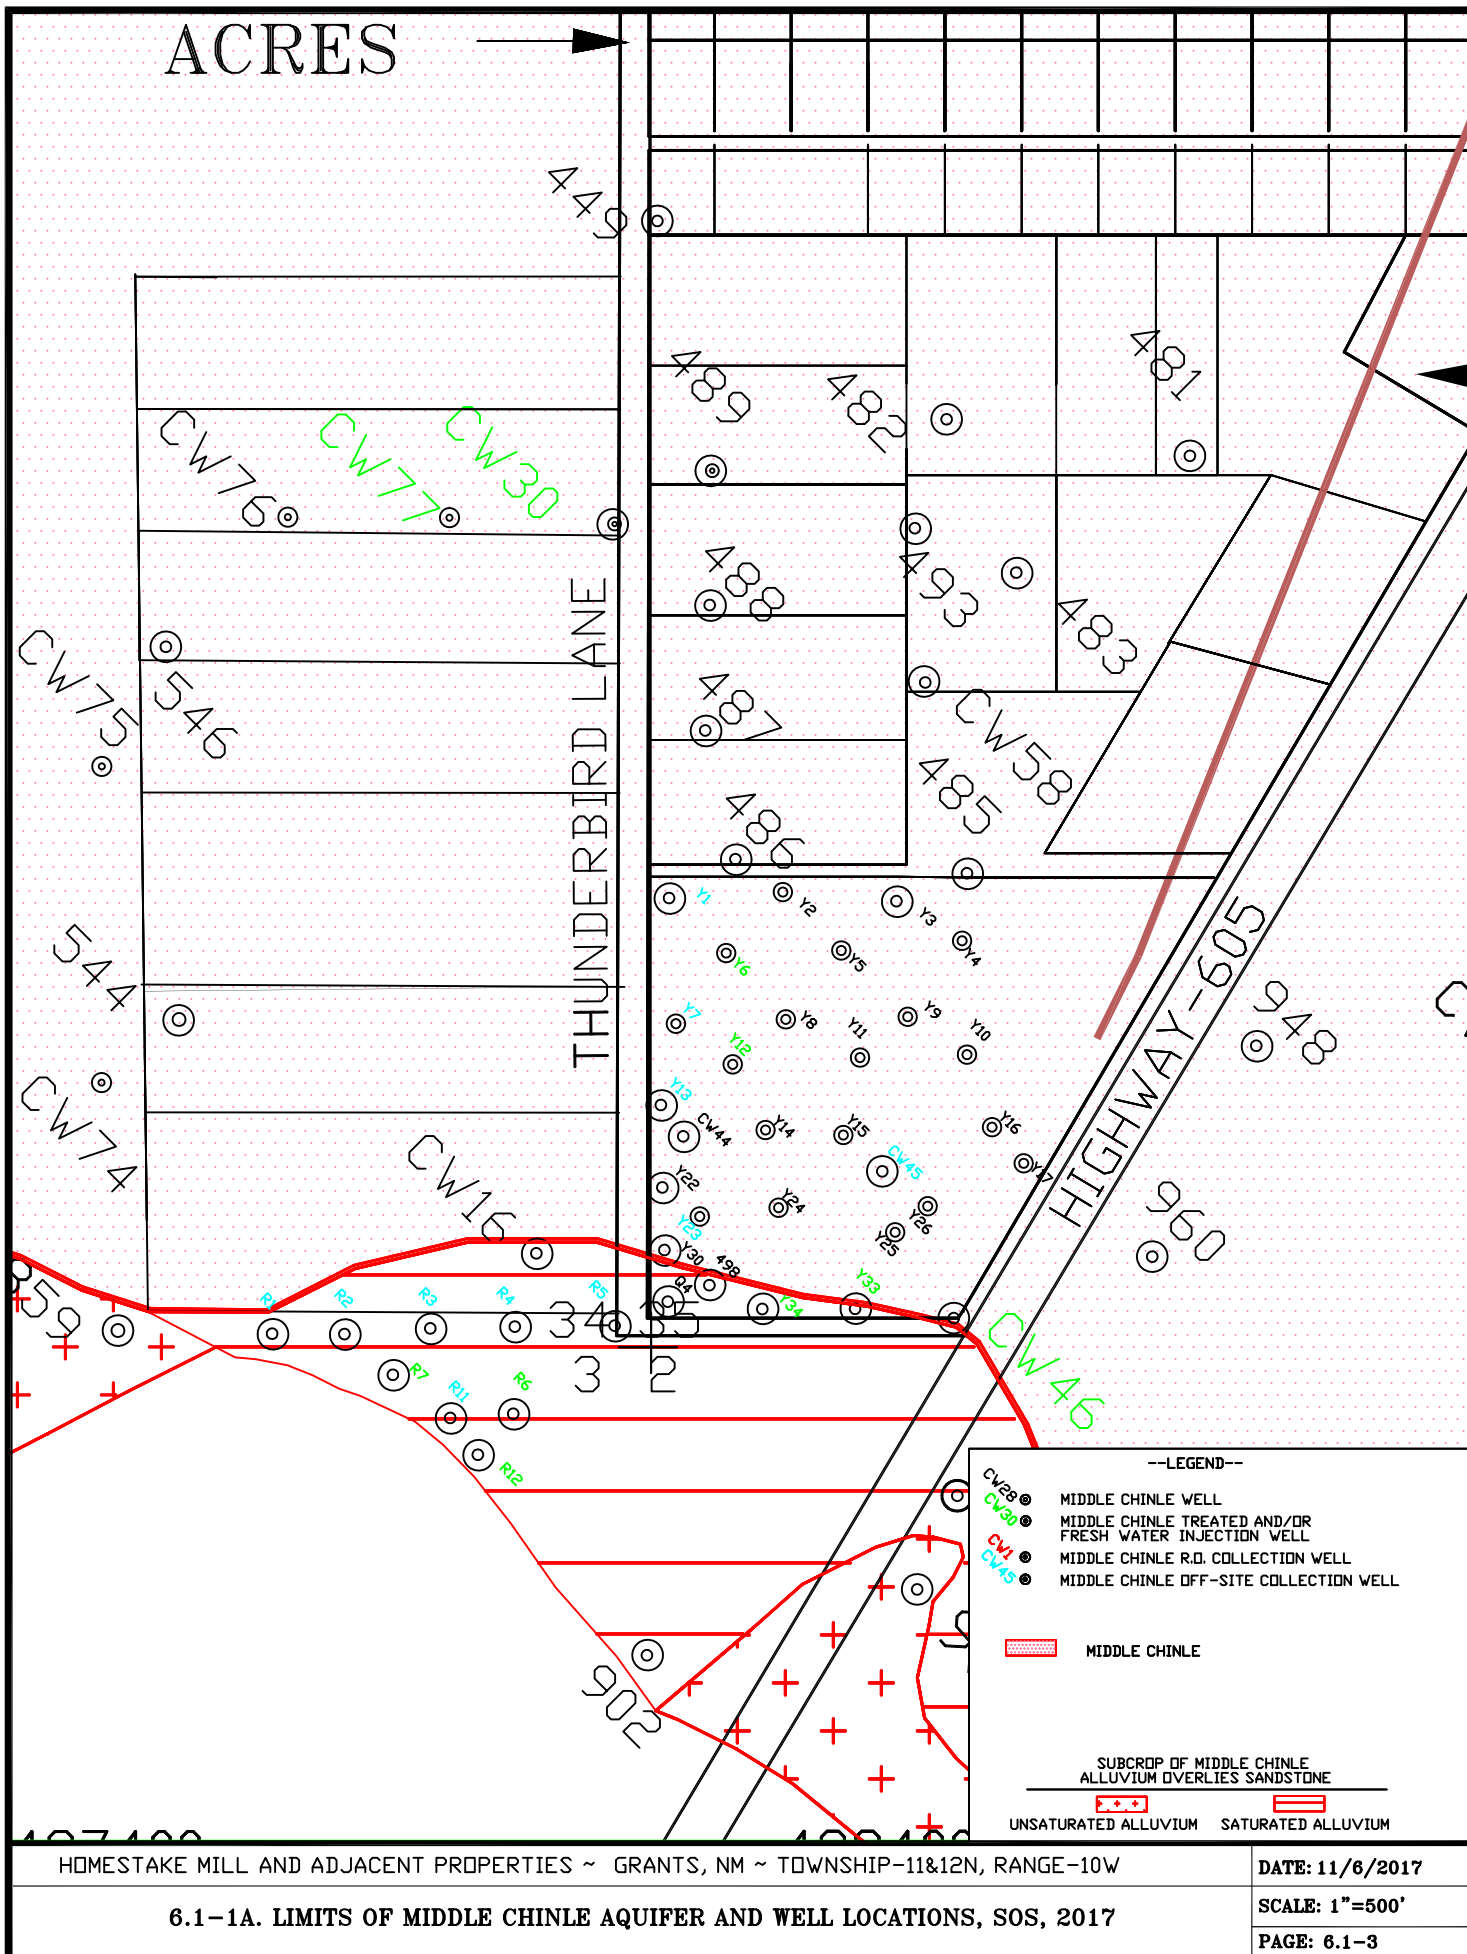 ACRES
449
489
482
481
CW76
CW77
CW30
488
493
483
CW75
546
487
CW58
485
486
THUNDERBIRD LANE
Y1
Y2
Y3
Y4
Y5
Y6
544
Y7
Y8
Y9
Y10
Y11
Y12
948
HIGHWAY-605
CW74
Y13
CW44
Y14
Y15
Y16
Y17
CW45
CW16
Y22
Y23
Y24
Y25
Y26
960
Y30
498
Q4
Y33
Y34
859
R1
R2
R3
R4
R5
34 35
3 2
CW46
R7
R11
R6
R12
902
--LEGEND--
CW28 MIDDLE CHINLE WELL
CW30 MIDDLE CHINLE TREATED AND/OR
FRESH WATER INJECTION WELL
CW1 MIDDLE CHINLE R.O. COLLECTION WELL
CW45 MIDDLE CHINLE OFF-SITE COLLECTION WELL
MIDDLE CHINLE
SUBCROP OF MIDDLE CHINLE
ALLUVIUM OVERLIES SANDSTONE
UNSATURATED ALLUVIUM SATURATED ALLUVIUM
HOMESTAKE MILL AND ADJACENT PROPERTIES ~ GRANTS, NM ~ TOWNSHIP-11&12N, RANGE-10W
DATE: 11/6/2017
6.1-1A. LIMITS OF MIDDLE CHINLE AQUIFER AND WELL LOCATIONS, SOS, 2017
SCALE: 1"=500'
PAGE: 6.1-3